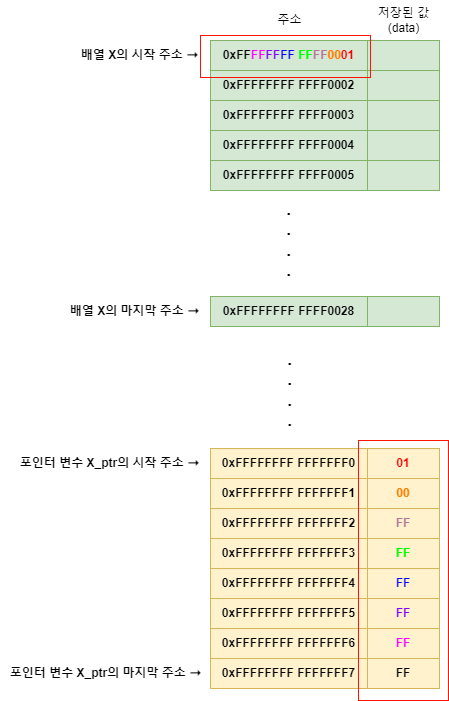 주소
저장된 값
(data)
배열 X의 시작 주소 →
0xFFFFFFFF FFFF0001
0xFFFFFFFF FFFF0002
0xFFFFFFFF FFFF0003
0xFFFFFFFF FFFF0004
0xFFFFFFFF FFFF0005
.
.
.
.
배열 X의 마지막 주소 →
0xFFFFFFFF FFFF0028
.
.
.
.
포인터 변수 X_ptr의 시작 주소 →
0xFFFFFFFF FFFFFFF0 01
0xFFFFFFFF FFFFFFF1 00
0xFFFFFFFF FFFFFFF2 FF
0xFFFFFFFF FFFFFFF3 FF
0xFFFFFFFF FFFFFFF4 FF
0xFFFFFFFF FFFFFFF5 FF
0xFFFFFFFF FFFFFFF6 FF
포인터 변수 X_ptr의 마지막 주소 →
0xFFFFFFFF FFFFFFF7 FF